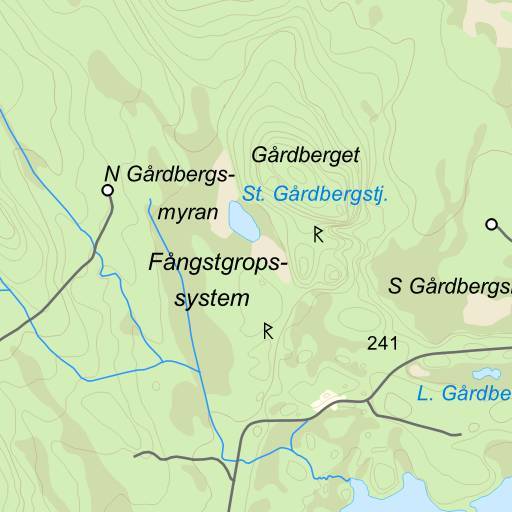 Gårdberget
N Gårdbergs-
myran
St. Gårdbergstj.
Fångstgrops-
system
S Gårdbergs
241
L. Gårdbe